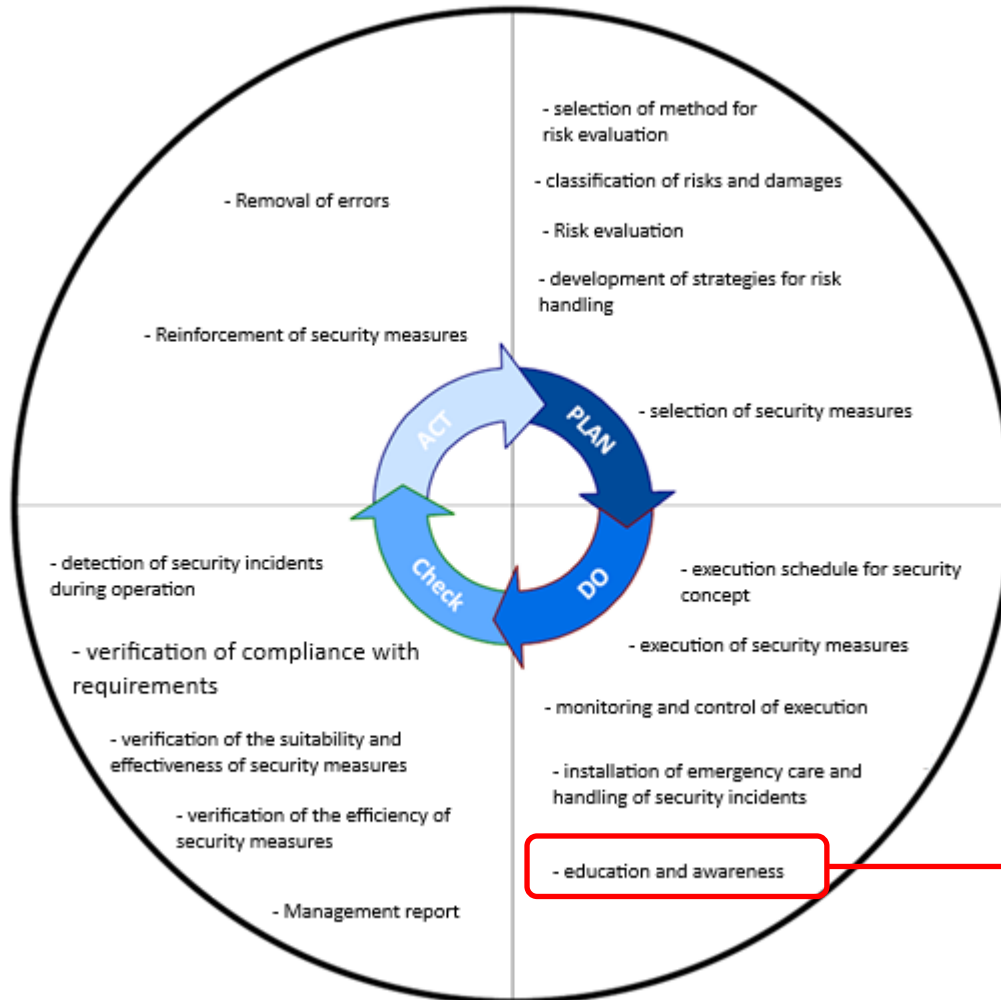 - selection of method for
risk evaluation
- classification of risks and damages
- Risk evaluation
- development of strategies for risk
handling
- selection of security measures
- Removal of errors
- Reinforcement of security measures
ACT
PLAN
Check
DO
- execution schedule for security
concept
- execution of security measures
- monitoring and control of execution
- installation of emergency care and
handling of security incidents
- education and awareness
- detection of security incidents
during operation
- verification of compliance with
requirements
- verification of the suitability and
effectiveness of security measures
- verification of the efficiency of
security measures
- Management report